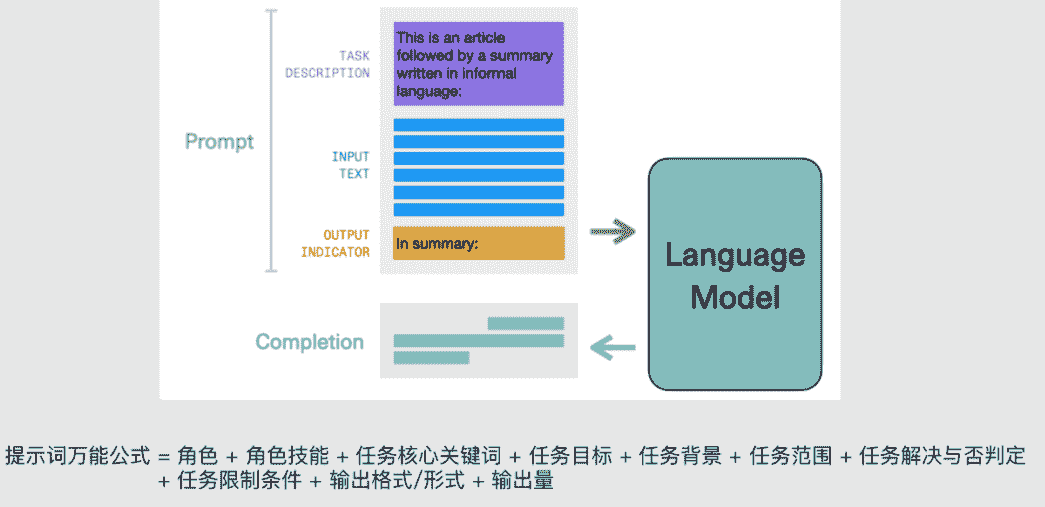 This is an article
followed by a summary
written in informal
language:
TASK
DESCRIPTION
Prompt
INPUT
TEXT
OUTPUT
INDICATOR
In summary:
Language
Model
Completion
提示词万能公式 = 角色 + 角色技能 + 任务核心关键词 + 任务目标 + 任务背景 + 任务范围 + 任务解决与否判定
+ 任务限制条件 + 输出格式/形式 + 输出量